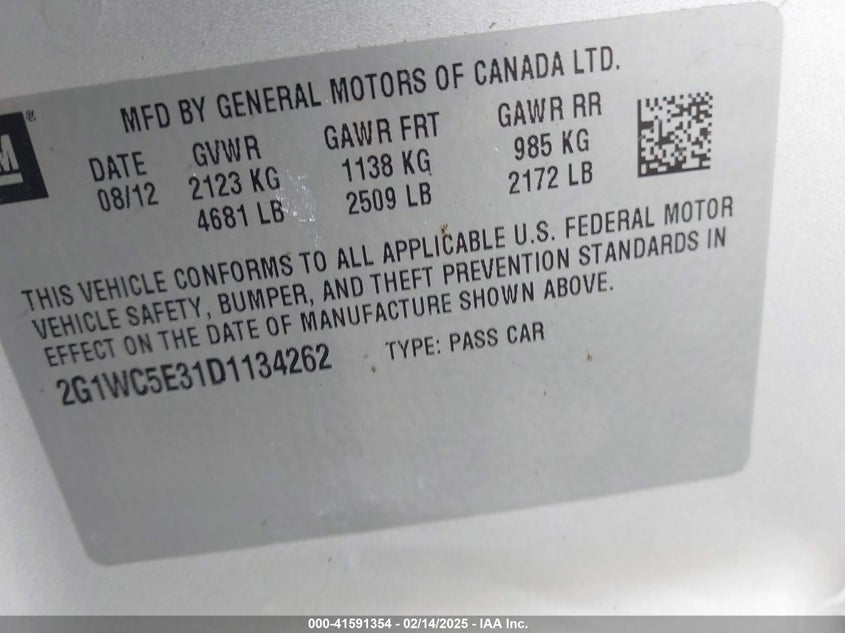 MFD BY GENERAL MOTORS OF CANADA LTD.
M®
DATE GVWR GAWR FRT GAWR RR
08/12 2123 KG 1138 KG 985 KG
4681 LB 2509 LB 2172 LB
THIS VEHICLE CONFORMS TO ALL APPLICABLE U.S. FEDERAL MOTOR
VEHICLE SAFETY, BUMPER, AND THEFT PREVENTION STANDARDS IN
EFFECT ON THE DATE OF MANUFACTURE SHOWN ABOVE.
2G1WC5E31D1134262 TYPE: PASS CAR
000-41591354 - 02/14/2025 - IAA Inc.